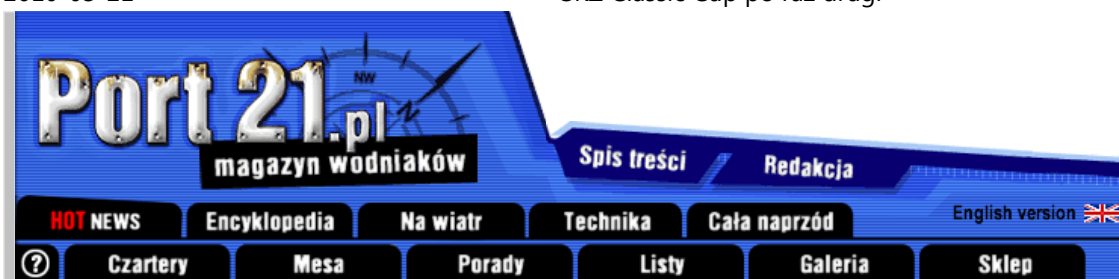 Port 21.pl
NW
N
magazyn wodniaków
Spis treści
Redakcja
HOT NEWS Encyklopedia Na wiatr Technika Cała naprzód English version
? Czartery Mesa Porady Listy Galeria Sklep